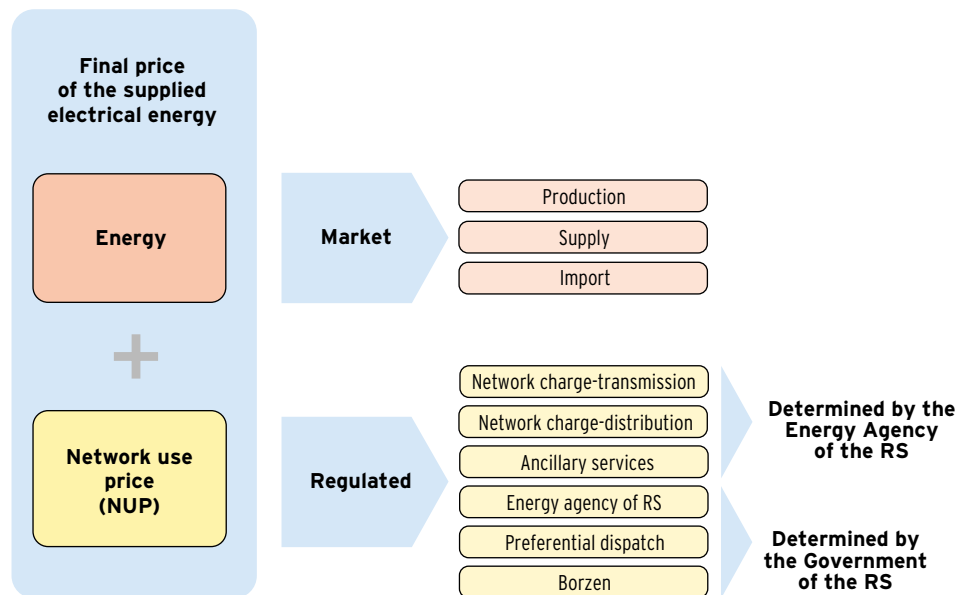 Final price
of the supplied
electrical energy
Energy
Market
Production
Supply
Import
Network use
price
(NUP)
Regulated
Network charge-transmission
Network charge-distribution
Ancillary services
Energy agency of RS
Preferential dispatch
Borzen
Determined by the
Energy Agency
of the RS
Determined by
the Government
of the RS